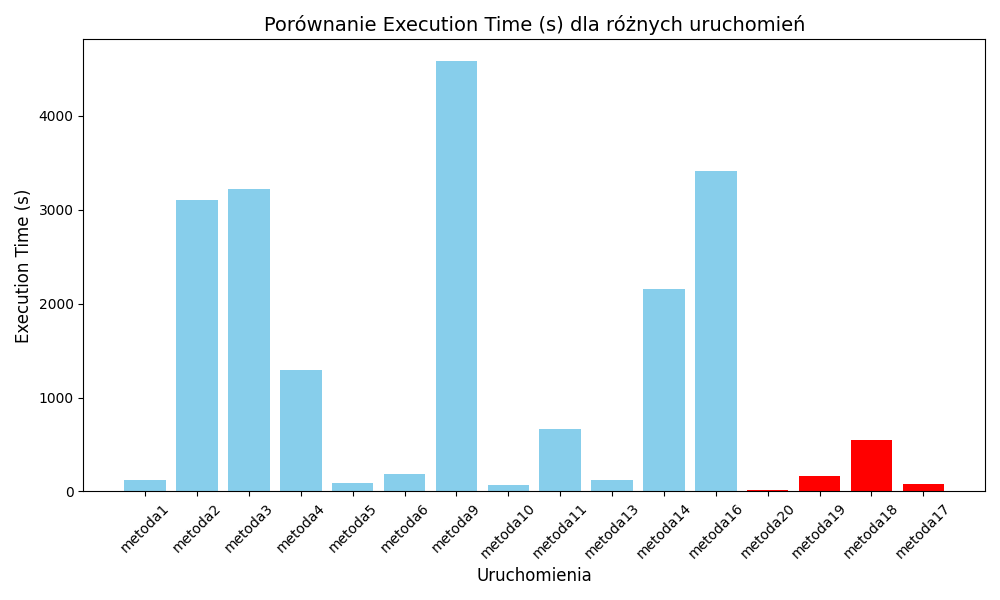 Porównanie Execution Time (s) dla różnych uruchomień
Execution Time (s)
4000
3000
2000
1000
0
metoda1
metoda2
metoda3
metoda4
metoda5
metoda6
metoda9
metoda10
metoda11
metoda13
metoda14
metoda16
metoda20
metoda19
metoda18
metoda17
Uruchomienia